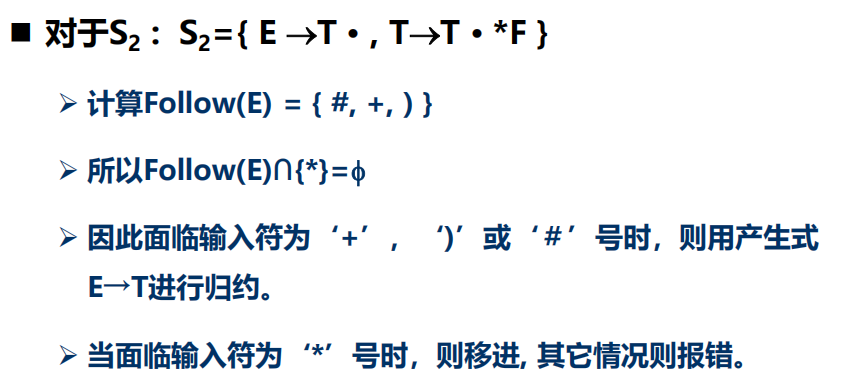 ■ 对于S₂：S₂={ E →T · , T→T · *F }
➢ 计算Follow(E) = { #, +, ) }
➢ 所以Follow(E)∩{*}=ϕ
➢ 因此面临输入符为‘+’，‘)’或‘#’号时，则用产生式
E→T进行归约。
➢ 当面临输入符为‘*’号时，则移进, 其它情况则报错。